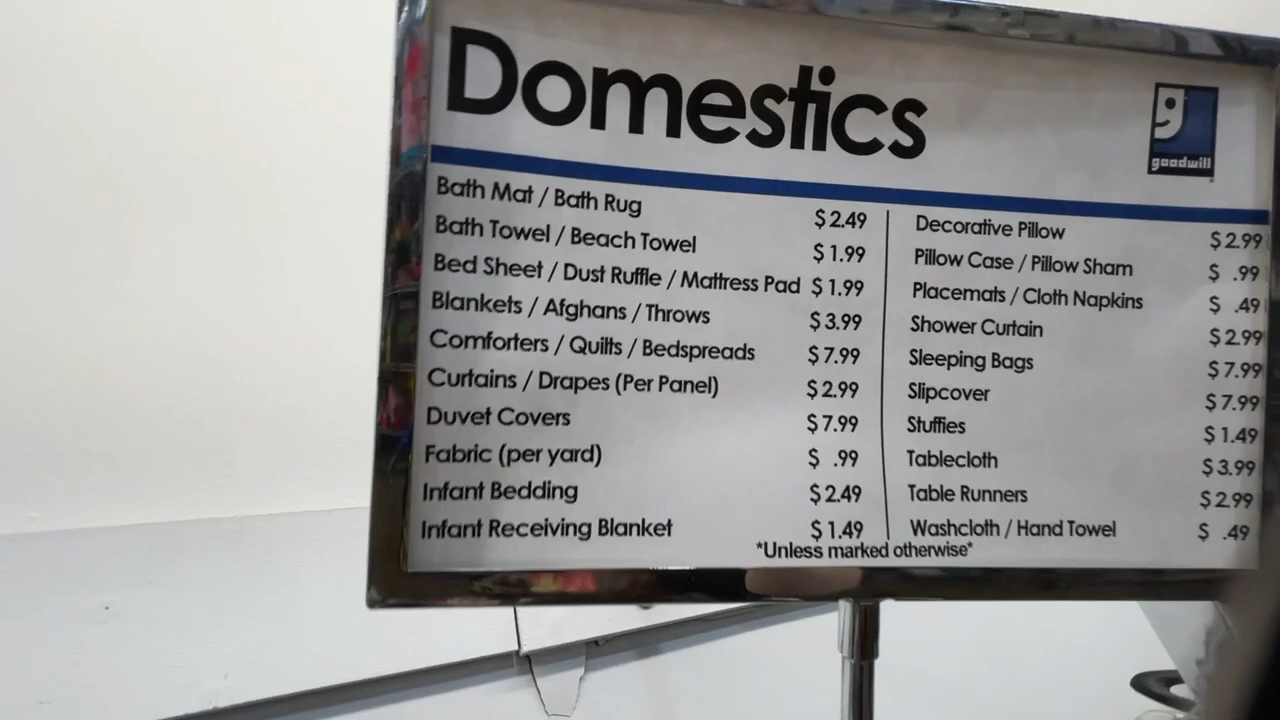 Domestics
goodwill
Bath Mat / Bath Rug $2.49
Bath Towel / Beach Towel $1.99
Bed Sheet / Dust Ruffle / Mattress Pad $1.99
Blankets / Afghans / Throws $3.99
Comforters / Quilts / Bedspreads $7.99
Curtains / Drapes (Per Panel) $2.99
Duvet Covers $7.99
Fabric (per yard) $ .99
Infant Bedding $2.49
Infant Receiving Blanket $1.49
Decorative Pillow $2.99
Pillow Case / Pillow Sham $ .99
Placemats / Cloth Napkins $ .49
Shower Curtain $2.99
Sleeping Bags $7.99
Slipcover $7.99
Stuffies $1.49
Tablecloth $3.99
Table Runners $2.99
Washcloth / Hand Towel $ .49
*Unless marked otherwise*